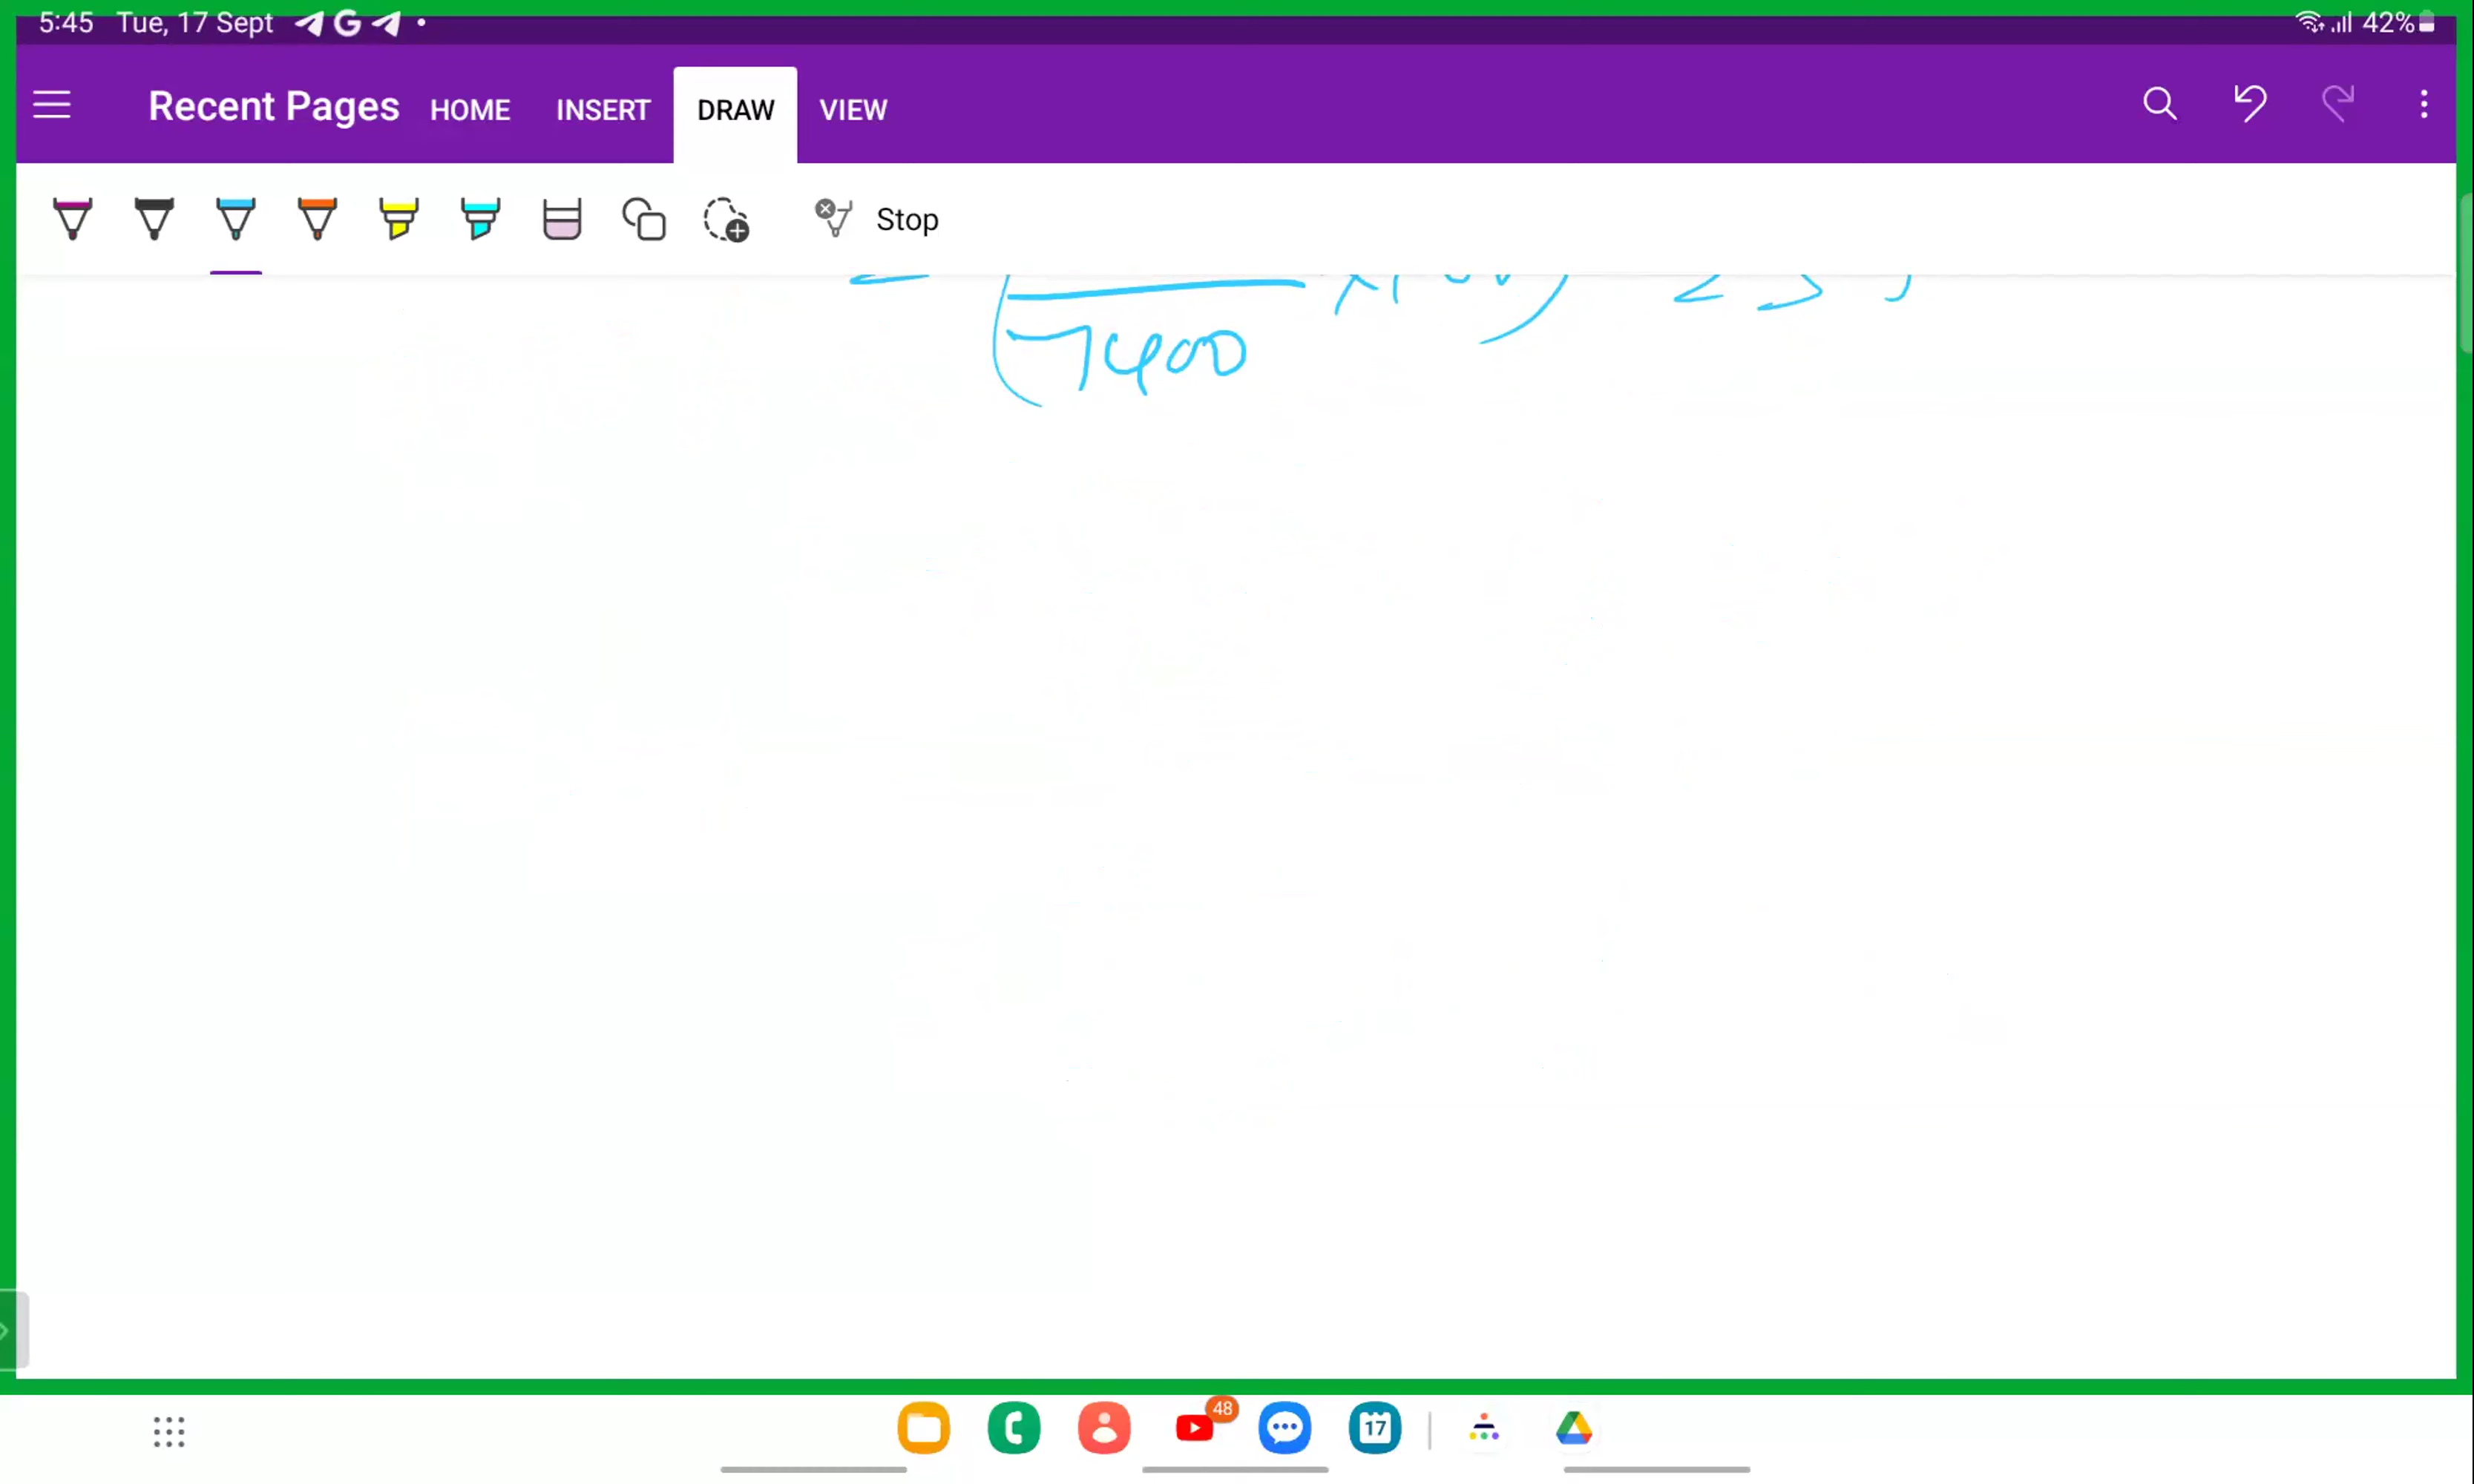 5:45 Tue, 17 Sept 42%
Recent Pages HOME INSERT DRAW VIEW
Stop
7400
48
17